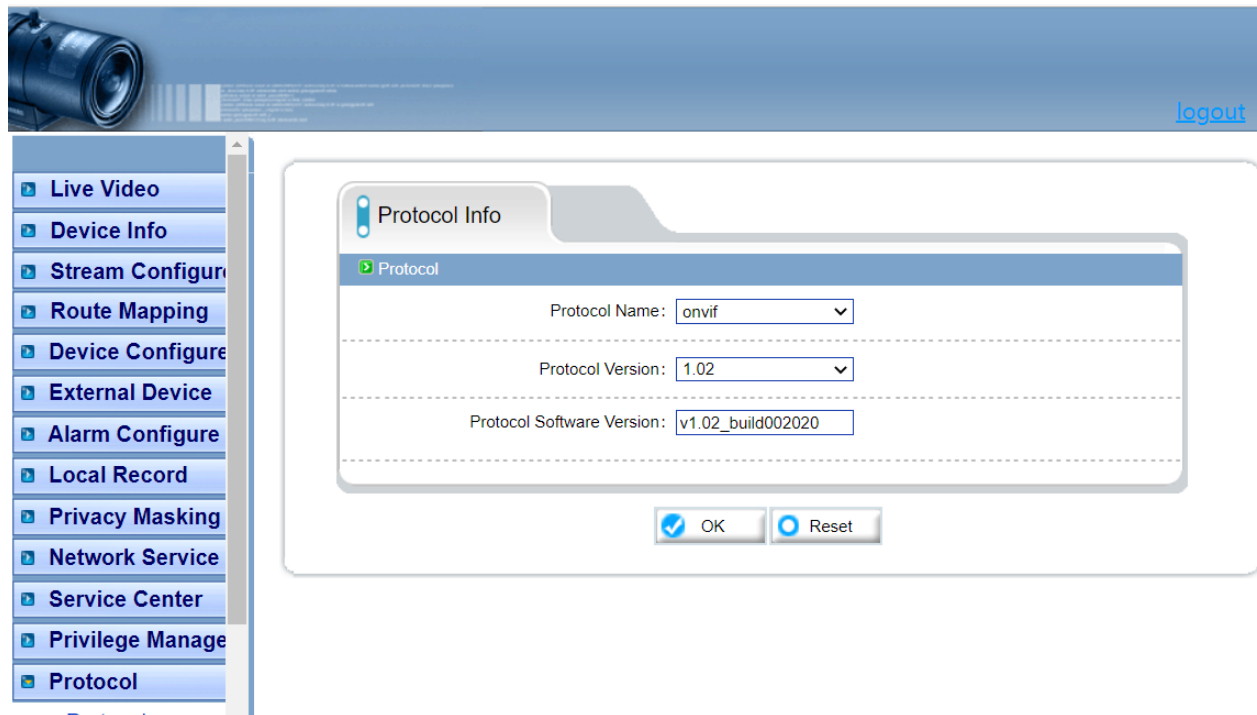 logout
Live Video
Device Info
Stream Configure
Route Mapping
Device Configure
External Device
Alarm Configure
Local Record
Privacy Masking
Network Service
Service Center
Privilege Manage
Protocol
Protocol Info
Protocol
Protocol Name: onvif
Protocol Version: 1.02
Protocol Software Version: v1.02_build002020
OK Reset